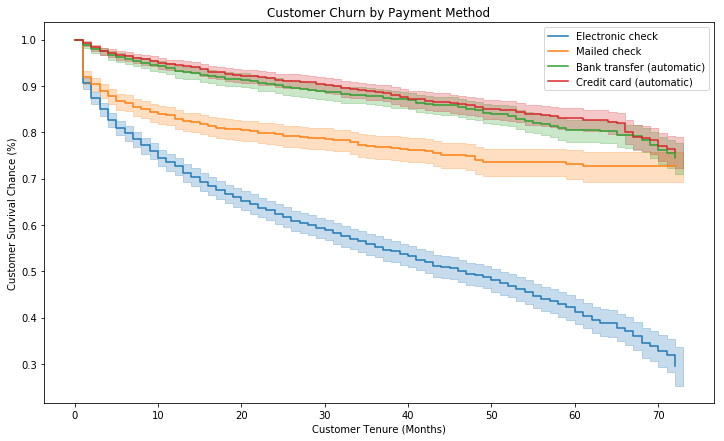 Customer Churn by Payment Method
Electronic check
Mailed check
Bank transfer (automatic)
Credit card (automatic)
Customer Survival Chance (%)
1.0
0.9
0.8
0.7
0.6
0.5
0.4
0.3
0 10 20 30 40 50 60 70
Customer Tenure (Months)